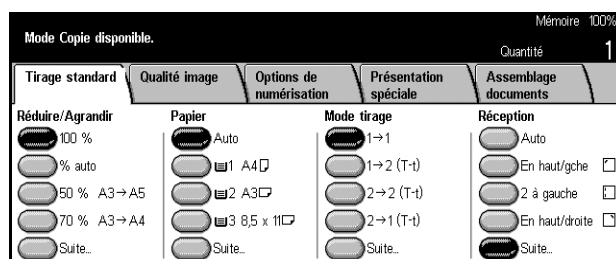 Mémoire 100%
Mode Copie disponible.
Quantité 1
Tirage standard
Qualité image
Options de numérisation
Présentation spéciale
Assemblage documents
Réduire/Agrandir
100 %
% auto
50 % A3→A5
70 % A3→A4
Suite...
Papier
Auto
1 A4
2 A3
3 8,5 x 11
Suite...
Mode tirage
1→1
1→2 (T-t)
2→2 (T-t)
2→1 (T-t)
Suite...
Réception
Auto
En haut/gche
2 à gauche
En haut/droite
Suite...